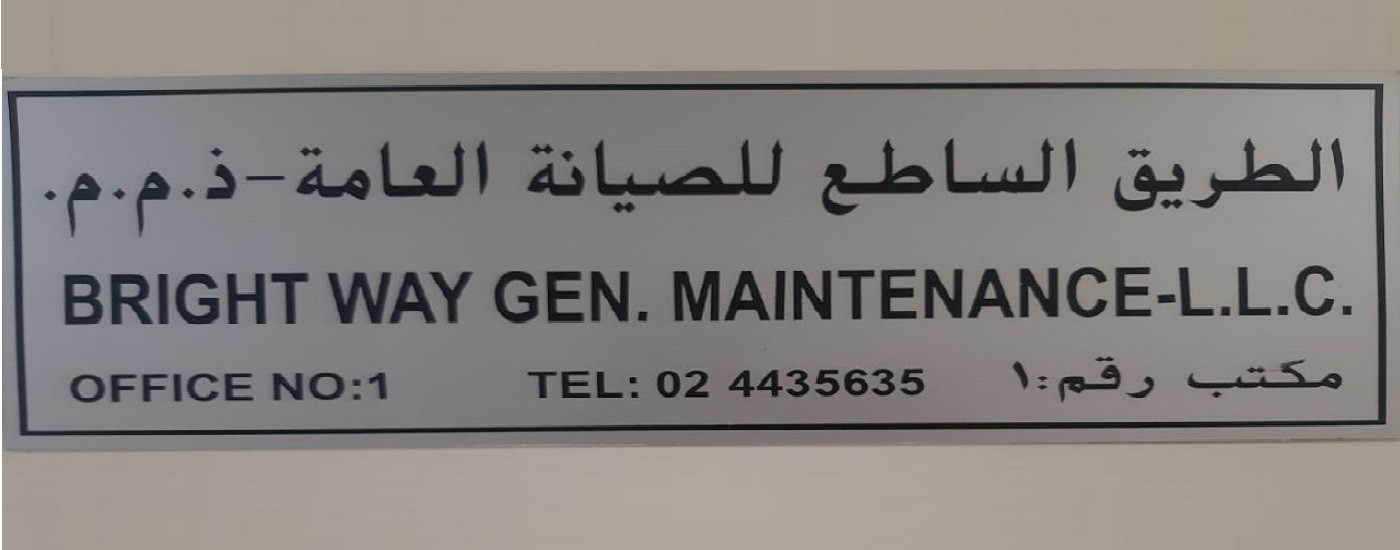 الطريق الساطع للصيانة العامة-ذ.م.م.
BRIGHT WAY GEN. MAINTENANCE-L.L.C.
OFFICE NO:1 TEL: 02 4435635 مكتب رقم:١